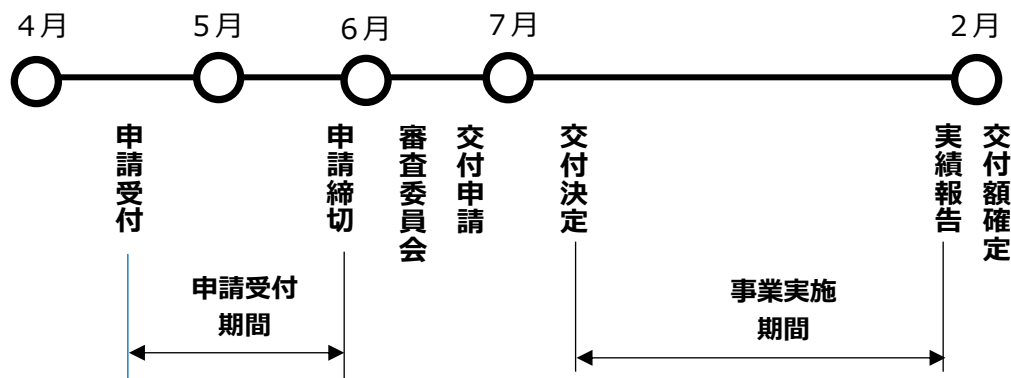 4月
5月
6月
7月
2月
申請受付
申請締切
審査委員会
交付申請
交付決定
実績報告
交付額確定
申請受付
期間
事業実施
期間